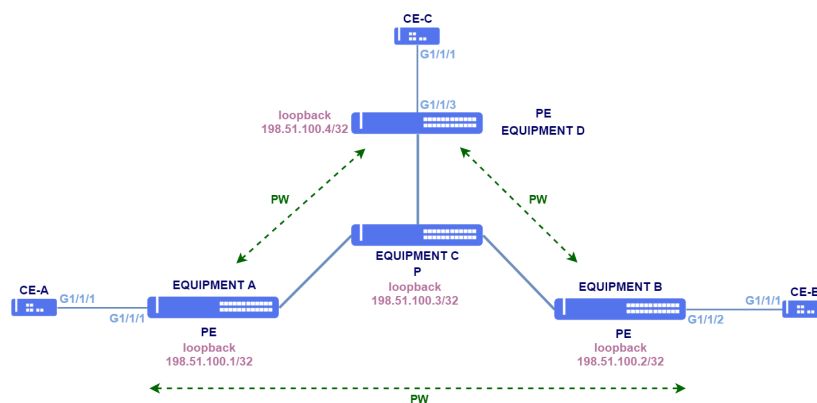 CE-C
G1/1/1
G1/1/3
loopback
198.51.100.4/32
PE
EQUIPMENT D
PW
PW
EQUIPMENT C
P
loopback
198.51.100.3/32
CE-A
G1/1/1
G1/1/1
EQUIPMENT A
PE
loopback
198.51.100.1/32
EQUIPMENT B
PE
loopback
198.51.100.2/32
G1/1/2
G1/1/1
PW